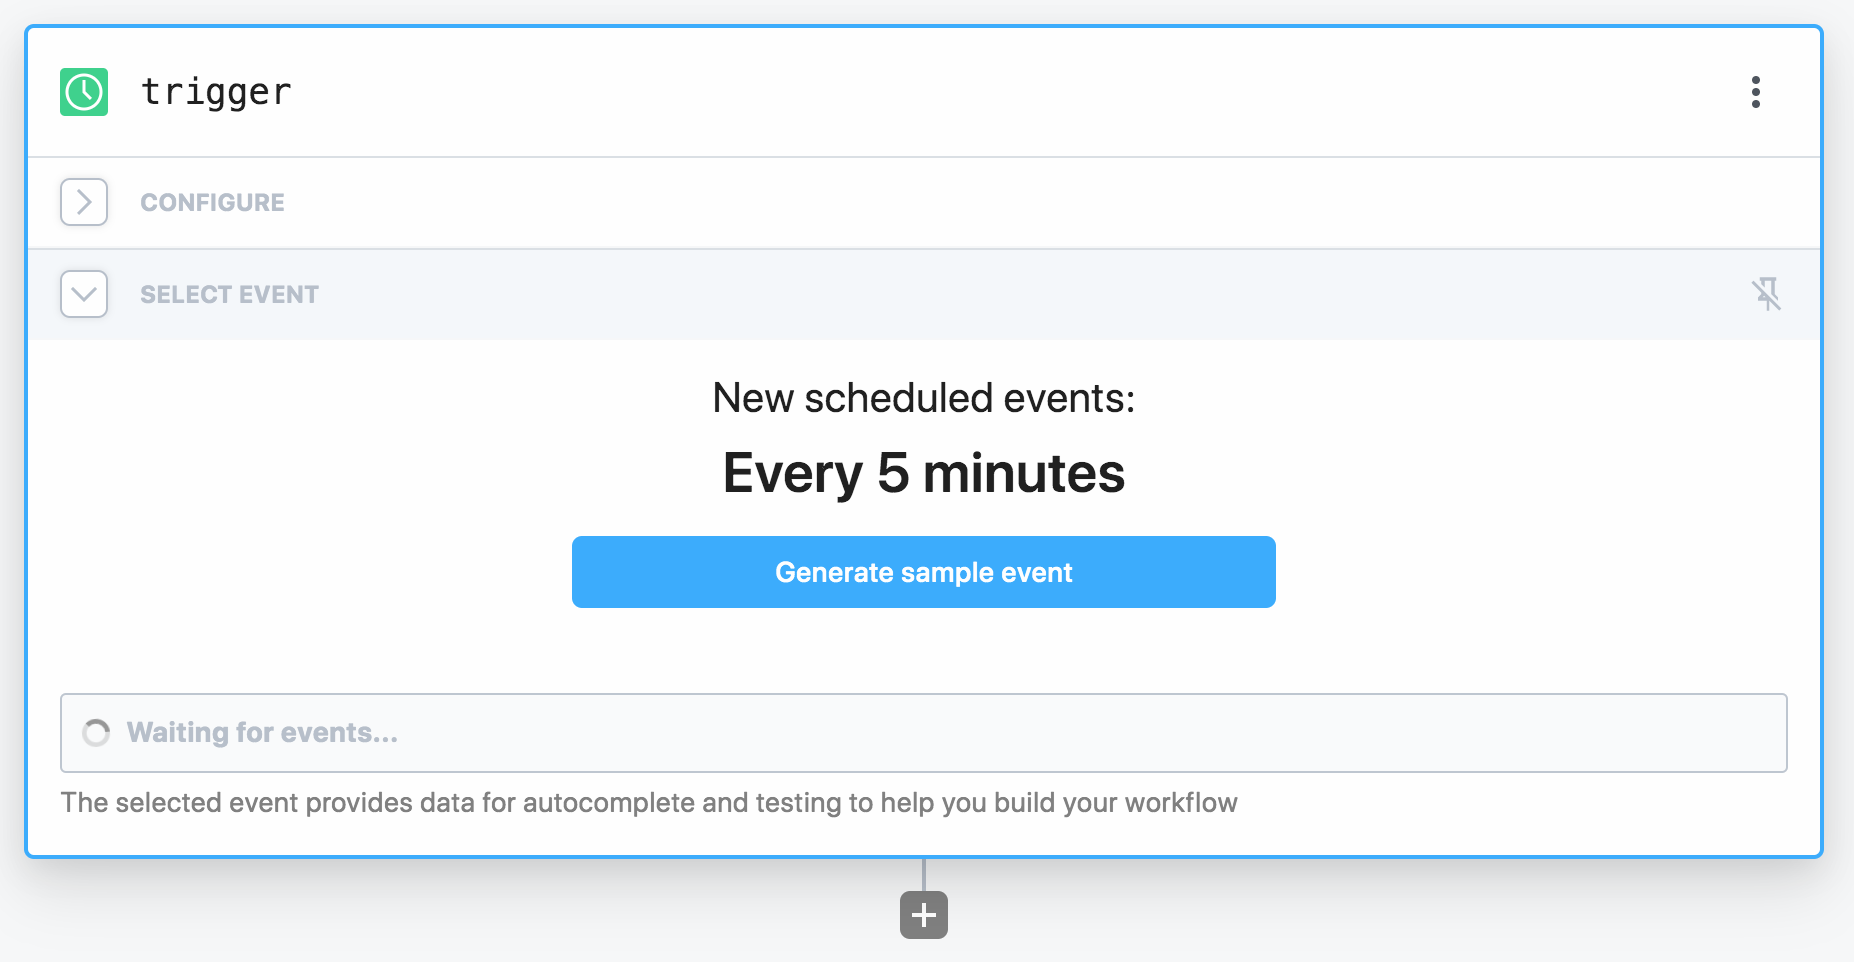 trigger
CONFIGURE
SELECT EVENT
New scheduled events:
Every 5 minutes
Generate sample event
Waiting for events...
The selected event provides data for autocomplete and testing to help you build your workflow